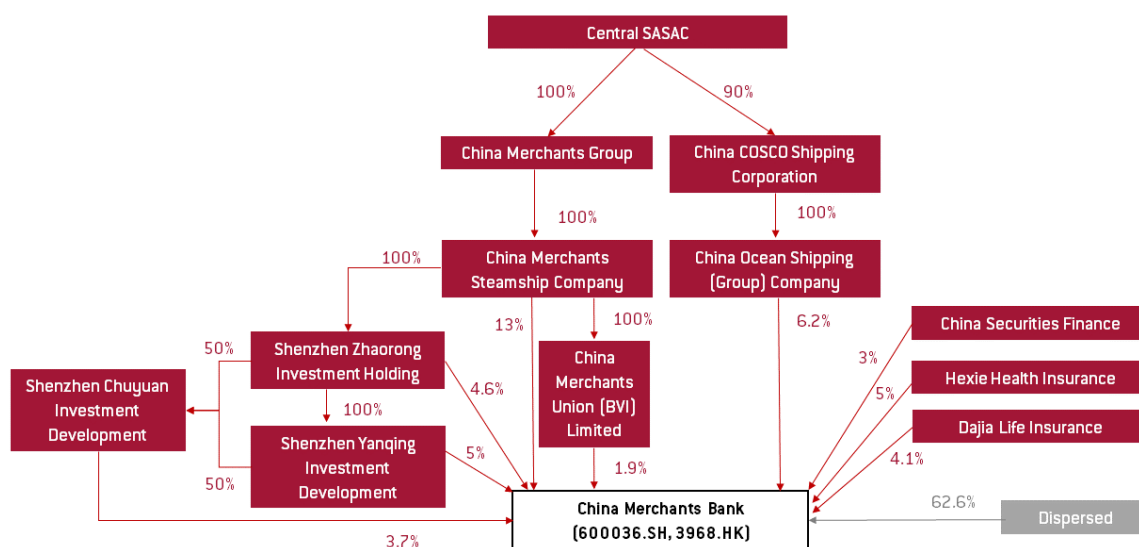 Central SASAC
100%
90%
China Merchants Group
China COSCO Shipping
Corporation
100%
100%
China Merchants
Steamship Company
China Ocean Shipping
(Group) Company
100%
13%
100%
6.2%
China Securities Finance
50%
Shenzhen Zhaorong
Investment Holding
4.6%
China
Merchants
Union (BVI)
Limited
3%
Shenzhen Chuyuan
Investment
Development
100%
Hexie Health Insurance
5%
Shenzhen Yanqing
Investment
Development
50%
5%
1.9%
Dajia Life Insurance
4.1%
China Merchants Bank
(600036.SH, 3968.HK)
62.6%
Dispersed
3.7%